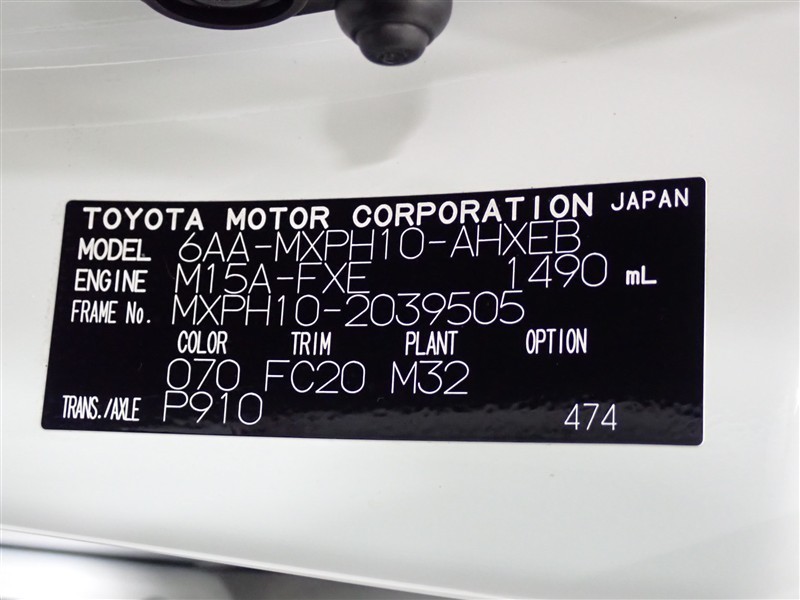 TOYOTA MOTOR CORPORATION JAPAN
MODEL 6AA-MXPH10-AHXEB
ENGINE M15A-FXE 1490 mL
FRAME No. MXPH10-2039505
COLOR TRIM PLANT OPTION
070 FC20 M32
TRANS./AXLE P910 474